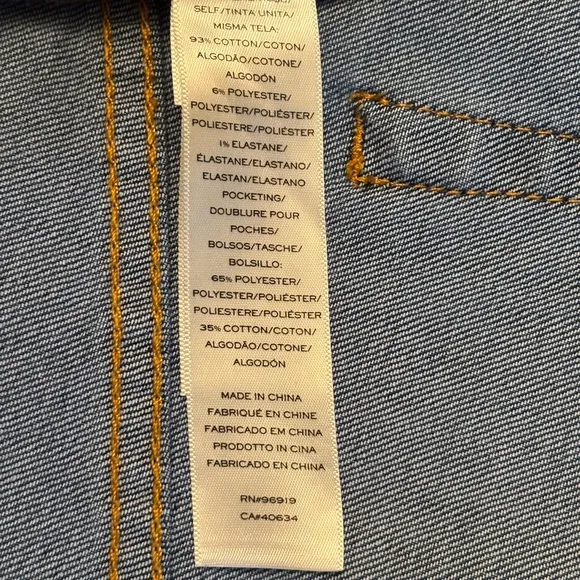 SELF/TINTA UNITA/
MISMA TELA:
93% COTTON/COTON/
ALGODÃO/COTONE/
ALGODÓN
6% POLYESTER/
POLYESTER/POLIÉSTER/
POLIESTERE/POLIÉSTER
1% ELASTANE/
ÉLASTANE/ELASTANO/
ELASTAN/ELASTANO
POCKETING/
DOUBLURE POUR
POCHES/
BOLSOS/TASCHE/
BOLSILLO:
65% POLYESTER/
POLYESTER/POLIÉSTER/
POLIESTERE/POLIÉSTER
35% COTTON/COTON/
ALGODÃO/COTONE/
ALGODÓN
MADE IN CHINA
FABRIQUÉ EN CHINE
FABRICADO EM CHINA
PRODOTTO IN CINA
FABRICADO EN CHINA
RN#96919
CA#40634